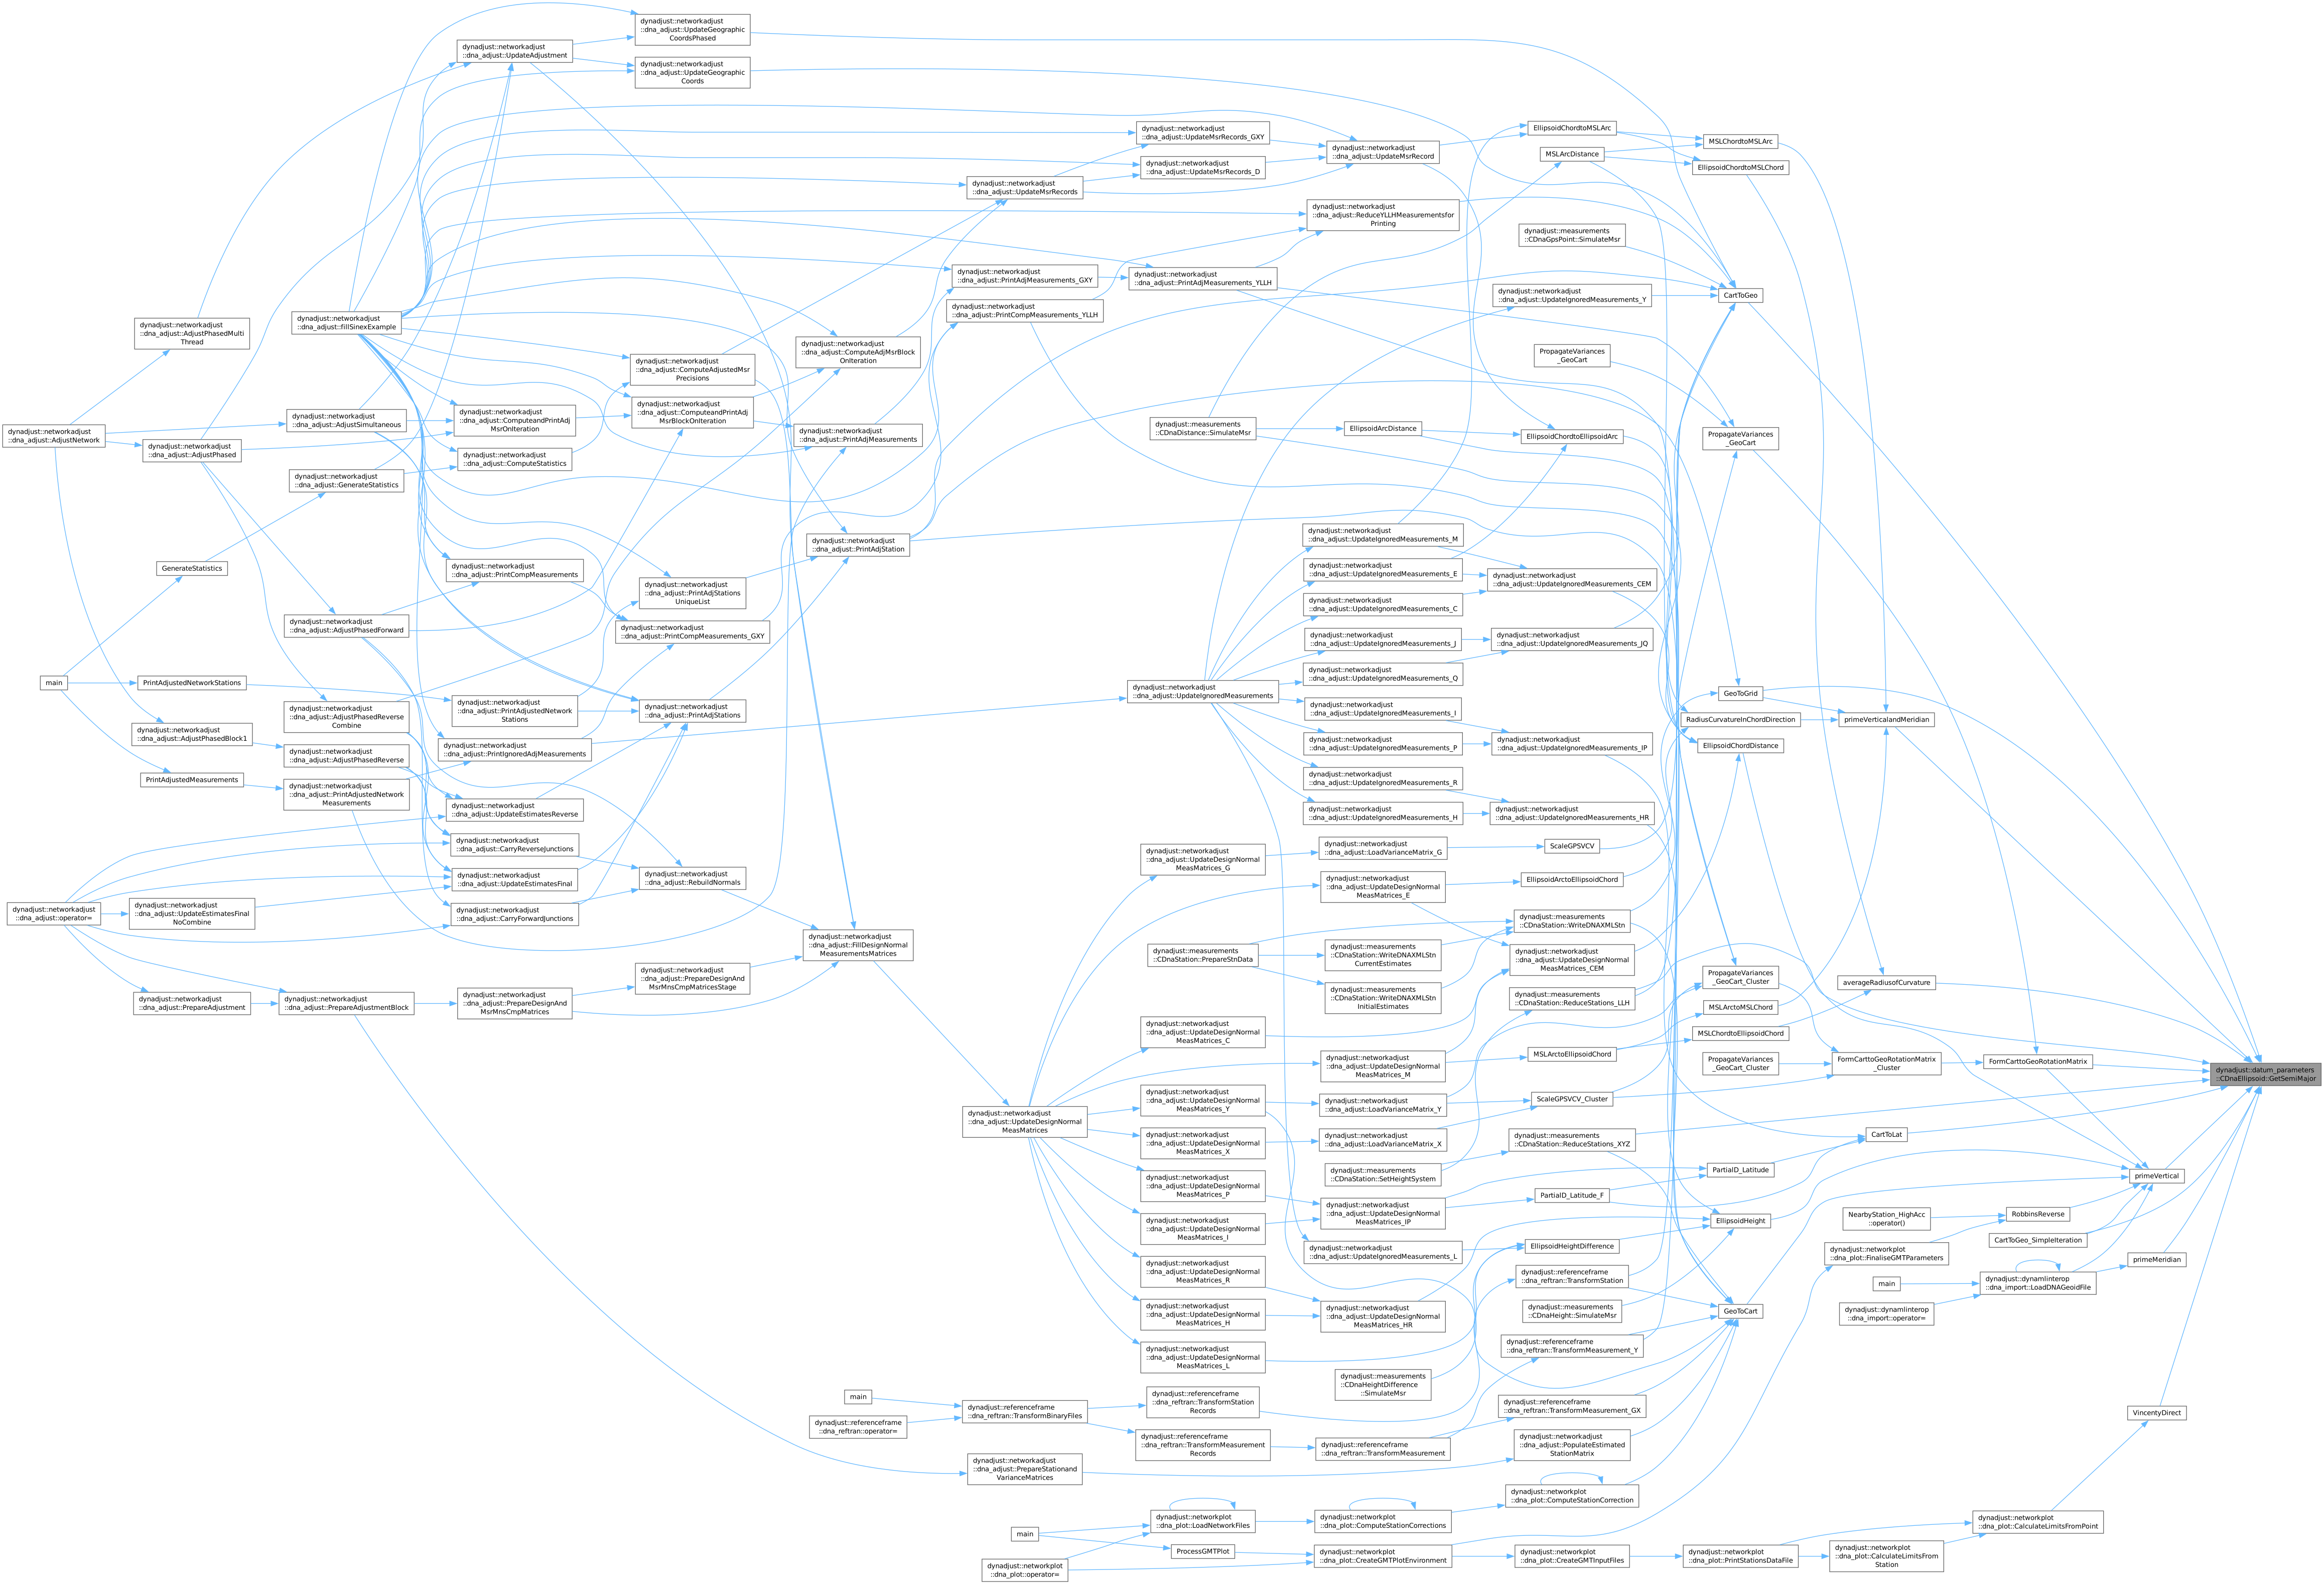 dynadjust::networkadjust
::dna_adjust::UpdateGeographic
CoordsPhased
dynadjust::networkadjust
::dna_adjust::UpdateAdjustment
dynadjust::networkadjust
::dna_adjust::UpdateGeographic
Coords
dynadjust::networkadjust
::dna_adjust::UpdateMsrRecords_GXY
dynadjust::networkadjust
::dna_adjust::UpdateMsrRecord
EllipsoidChordtoMSLArc
MSLChordtoMSLArc
MSLArcDistance
EllipsoidChordtoMSLChord
dynadjust::networkadjust
::dna_adjust::UpdateMsrRecords_D
dynadjust::networkadjust
::dna_adjust::UpdateMsrRecords
dynadjust::networkadjust
::dna_adjust::ReduceYLLHMeasurementsfor
Printing
dynadjust::measurements
::CDnaGpsPoint::SimulateMsr
dynadjust::networkadjust
::dna_adjust::PrintAdjMeasurements_GXY
dynadjust::networkadjust
::dna_adjust::PrintAdjMeasurements_YLLH
dynadjust::networkadjust
::dna_adjust::UpdateIgnoredMeasurements_Y
CartToGeo
dynadjust::networkadjust
::dna_adjust::PrintCompMeasurements_YLLH
dynadjust::networkadjust
::dna_adjust::FillSinexExample
dynadjust::networkadjust
::dna_adjust::AdjustPhasedMulti
Thread
dynadjust::networkadjust
::dna_adjust::ComputeAdjMsrBlock
OnIteration
PropagateVariances
_GeoCart
dynadjust::networkadjust
::dna_adjust::ComputeAdjustedMsr
Precisions
dynadjust::networkadjust
::dna_adjust::ComputeandPrintAdj
MsrBlockOnIteration
dynadjust::networkadjust
::dna_adjust::ComputeandPrintAdj
MsrOnIteration
dynadjust::networkadjust
::dna_adjust::AdjustSimultaneous
dynadjust::networkadjust
::dna_adjust::AdjustNetwork
dynadjust::networkadjust
::dna_adjust::AdjustPhased
dynadjust::networkadjust
::dna_adjust::PrintAdjMeasurements
dynadjust::measurements
::CDnaDistance::SimulateMsr
EllipsoidArcDistance
EllipsoidChordtoEllipsoidArc
PropagateVariances
_GeoCart
dynadjust::networkadjust
::dna_adjust::ComputeStatistics
dynadjust::networkadjust
::dna_adjust::GenerateStatistics
dynadjust::networkadjust
::dna_adjust::PrintAdjStation
dynadjust::networkadjust
::dna_adjust::UpdateIgnoredMeasurements_M
GenerateStatistics
dynadjust::networkadjust
::dna_adjust::PrintCompMeasurements
dynadjust::networkadjust
::dna_adjust::PrintAdjStations
UniqueList
dynadjust::networkadjust
::dna_adjust::UpdateIgnoredMeasurements_E
dynadjust::networkadjust
::dna_adjust::UpdateIgnoredMeasurements_CEM
dynadjust::networkadjust
::dna_adjust::UpdateIgnoredMeasurements_C
dynadjust::networkadjust
::dna_adjust::AdjustPhasedForward
dynadjust::networkadjust
::dna_adjust::PrintCompMeasurements_GXY
dynadjust::networkadjust
::dna_adjust::UpdateIgnoredMeasurements_J
dynadjust::networkadjust
::dna_adjust::UpdateIgnoredMeasurements_JQ
dynadjust::networkadjust
::dna_adjust::UpdateIgnoredMeasurements_Q
main
PrintAdjustedNetworkStations
dynadjust::networkadjust
::dna_adjust::UpdateIgnoredMeasurements
GeoToGrid
dynadjust::networkadjust
::dna_adjust::PrintAdjustedNetwork
Stations
dynadjust::networkadjust
::dna_adjust::PrintAdjStations
dynadjust::networkadjust
::dna_adjust::UpdateIgnoredMeasurements_I
RadiusCurvatureInChordDirection
primeVerticalandMeridian
dynadjust::networkadjust
::dna_adjust::AdjustPhasedReverse
Combine
dynadjust::networkadjust
::dna_adjust::AdjustPhasedBlock1
dynadjust::networkadjust
::dna_adjust::PrintIgnoredAdjMeasurements
dynadjust::networkadjust
::dna_adjust::UpdateIgnoredMeasurements_P
dynadjust::networkadjust
::dna_adjust::UpdateIgnoredMeasurements_IP
EllipsoidChordDistance
dynadjust::networkadjust
::dna_adjust::AdjustPhasedReverse
PrintAdjustedMeasurements
dynadjust::networkadjust
::dna_adjust::PrintAdjustedNetwork
Measurements
dynadjust::networkadjust
::dna_adjust::UpdateIgnoredMeasurements_R
dynadjust::networkadjust
::dna_adjust::UpdateEstimatesReverse
dynadjust::networkadjust
::dna_adjust::UpdateIgnoredMeasurements_H
dynadjust::networkadjust
::dna_adjust::UpdateIgnoredMeasurements_HR
dynadjust::networkadjust
::dna_adjust::CarryReverseJunctions
dynadjust::networkadjust
::dna_adjust::UpdateDesignNormal
MeasMatrices_G
dynadjust::networkadjust
::dna_adjust::LoadVarianceMatrix_G
ScaleGPSVCV
dynadjust::networkadjust
::dna_adjust::UpdateEstimatesFinal
dynadjust::networkadjust
::dna_adjust::RebuildNormals
dynadjust::networkadjust
::dna_adjust::UpdateDesignNormal
MeasMatrices_E
EllipsoidArctoEllipsoidChord
dynadjust::networkadjust
::dna_adjust::operator=
dynadjust::networkadjust
::dna_adjust::UpdateEstimatesFinal
NoCombine
dynadjust::networkadjust
::dna_adjust::CarryForwardJunctions
dynadjust::measurements
::CDnaStation::WriteDNAXMLStn
dynadjust::networkadjust
::dna_adjust::FillDesignNormal
MeasurementsMatrices
dynadjust::measurements
::CDnaStation::PrepareStnData
dynadjust::measurements
::CDnaStation::WriteDNAXMLStn
CurrentEstimates
dynadjust::networkadjust
::dna_adjust::UpdateDesignNormal
MeasMatrices_CEM
PropagateVariances
_GeoCart_Cluster
averageRadiusofCurvature
dynadjust::networkadjust
::dna_adjust::PrepareDesignAnd
MsrMnsCmpMatricesStage
dynadjust::measurements
::CDnaStation::WriteDNAXMLStn
InitialEstimates
dynadjust::measurements
::CDnaStation::ReduceStations_LLH
MSLArctoMSLChord
dynadjust::networkadjust
::dna_adjust::PrepareAdjustment
dynadjust::networkadjust
::dna_adjust::PrepareAdjustmentBlock
dynadjust::networkadjust
::dna_adjust::PrepareDesignAnd
MsrMnsCmpMatrices
dynadjust::networkadjust
::dna_adjust::UpdateDesignNormal
MeasMatrices_C
MSLChordtoEllipsoidChord
MSLArctoEllipsoidChord
dynadjust::networkadjust
::dna_adjust::UpdateDesignNormal
MeasMatrices_M
PropagateVariances
_GeoCart_Cluster
FormCarttoGeoRotationMatrix
_Cluster
FormCarttoGeoRotationMatrix
dynadjust::datum_parameters
::CDnaEllipsoid::GetSemiMajor
dynadjust::networkadjust
::dna_adjust::UpdateDesignNormal
MeasMatrices_Y
dynadjust::networkadjust
::dna_adjust::LoadVarianceMatrix_Y
ScaleGPSVCV_Cluster
dynadjust::networkadjust
::dna_adjust::UpdateDesignNormal
MeasMatrices
dynadjust::networkadjust
::dna_adjust::UpdateDesignNormal
MeasMatrices_X
dynadjust::networkadjust
::dna_adjust::LoadVarianceMatrix_X
dynadjust::measurements
::CDnaStation::ReduceStations_XYZ
CartToLat
dynadjust::measurements
::CDnaStation::SetHeightSystem
PartialD_Latitude
primeVertical
dynadjust::networkadjust
::dna_adjust::UpdateDesignNormal
MeasMatrices_P
PartialD_Latitude_F
dynadjust::networkadjust
::dna_adjust::UpdateDesignNormal
MeasMatrices_IP
NearbyStation_HighAcc
::operator()
RobbinsReverse
dynadjust::networkadjust
::dna_adjust::UpdateDesignNormal
MeasMatrices_I
EllipsoidHeight
CartToGeo_SimpleIteration
dynadjust::networkadjust
::dna_adjust::UpdateIgnoredMeasurements_L
EllipsoidHeightDifference
dynadjust::networkplot
::dna_plot::FinaliseGMTParameters
primeMeridian
dynadjust::networkadjust
::dna_adjust::UpdateDesignNormal
MeasMatrices_R
dynadjust::referenceframe
::dna_reftran::TransformStation
main
dynadjust::dynamlinterop
::dna_import::LoadDNAGeoidFile
dynadjust::networkadjust
::dna_adjust::UpdateDesignNormal
MeasMatrices_H
dynadjust::networkadjust
::dna_adjust::UpdateDesignNormal
MeasMatrices_HR
dynadjust::measurements
::CDnaHeight::SimulateMsr
GeoToCart
dynadjust::dynamlinterop
::dna_import::operator=
dynadjust::networkadjust
::dna_adjust::UpdateDesignNormal
MeasMatrices_L
dynadjust::referenceframe
::dna_reftran::TransformMeasurement_Y
dynadjust::measurements
::CDnaHeightDifference
::SimulateMsr
main
dynadjust::referenceframe
::dna_reftran::TransformStation
Records
dynadjust::referenceframe
::dna_reftran::TransformBinaryFiles
dynadjust::referenceframe
::dna_reftran::TransformMeasurement_GX
VincentyDirect
dynadjust::referenceframe
::dna_reftran::operator=
dynadjust::referenceframe
::dna_reftran::TransformMeasurement
Records
dynadjust::referenceframe
::dna_reftran::TransformMeasurement
dynadjust::networkadjust
::dna_adjust::PopulateEstimated
StationMatrix
dynadjust::networkadjust
::dna_adjust::PrepareStationand
VarianceMatrices
dynadjust::networkplot
::dna_plot::ComputeStationCorrection
dynadjust::networkplot
::dna_plot::LoadNetworkFiles
dynadjust::networkplot
::dna_plot::ComputeStationCorrections
dynadjust::networkplot
::dna_plot::CalculateLimitsFromPoint
main
ProcessGMTPlot
dynadjust::networkplot
::dna_plot::CreateGMTPlotEnvironment
dynadjust::networkplot
::dna_plot::CreateGMTInputFiles
dynadjust::networkplot
::dna_plot::PrintStationsDataFile
dynadjust::networkplot
::dna_plot::CalculateLimitsFrom
Station
dynadjust::networkplot
::dna_plot::operator=